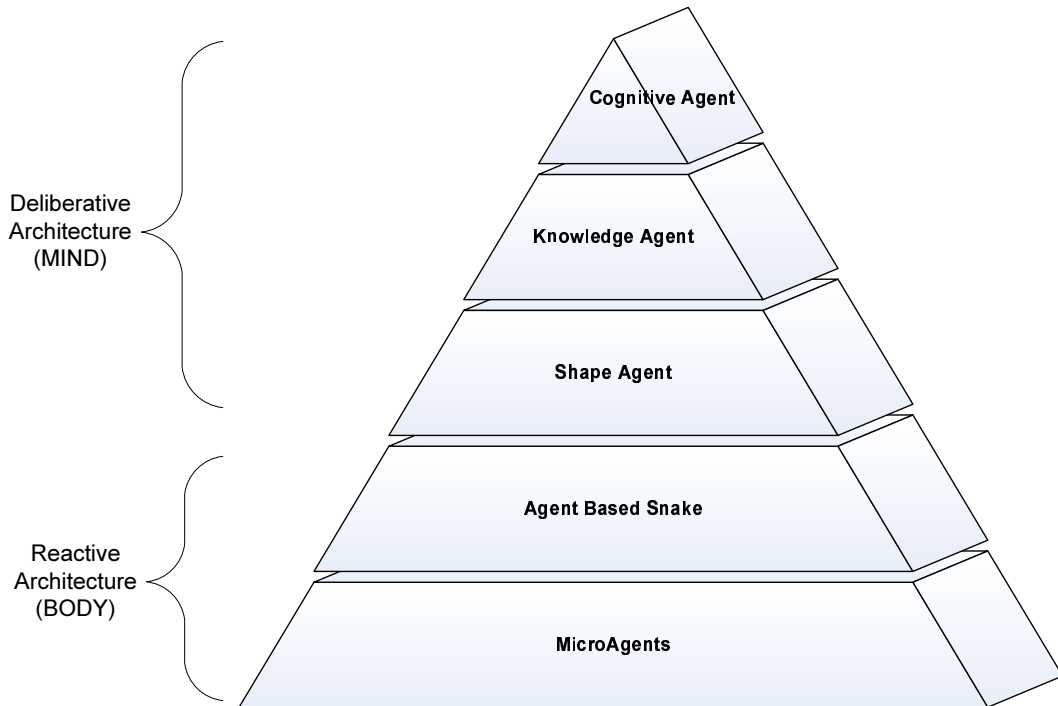 Cognitive Agent
Deliberative
Architecture
(MIND)
Knowledge Agent
Shape Agent
Agent Based Snake
Reactive
Architecture
(BODY)
MicroAgents